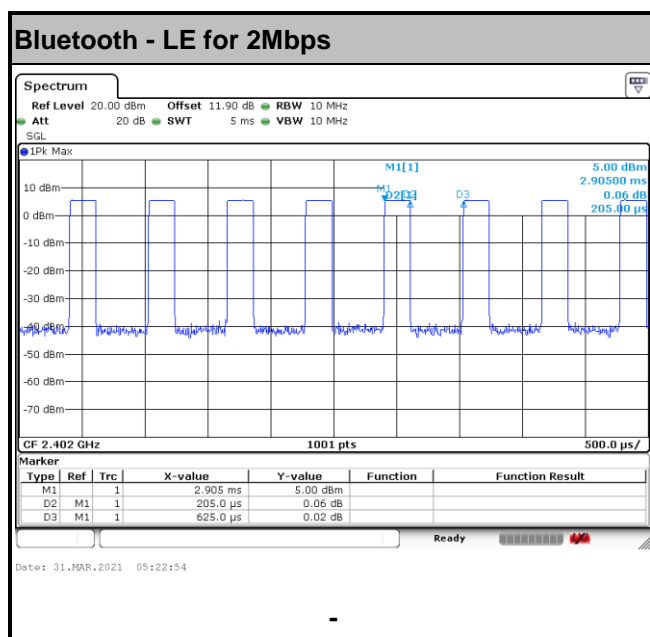 Bluetooth - LE for 2Mbps
Spectrum
Ref Level 20.00 dBm Offset 11.90 dB RBW 10 MHz
Att 20 dB SWT 5 ms VBW 10 MHz
SGL
1Pk Max
M1[1] 5.00 dBm
2.90500 ms
D2[1] 0.06 dB
205.00 µs
M1 D2 D3
10 dBm
0 dBm
-10 dBm
-20 dBm
-30 dBm
-40 dBm
-50 dBm
-60 dBm
-70 dBm
CF 2.402 GHz 1001 pts 500.0 µs/
Marker
Type Ref Trc X-value Y-value Function Function Result
M1 1 2.905 ms 5.00 dBm
D2 M1 1 205.0 µs 0.06 dB
D3 M1 1 625.0 µs 0.02 dB
Ready
Date: 31.MAR.2021 05:22:54
-